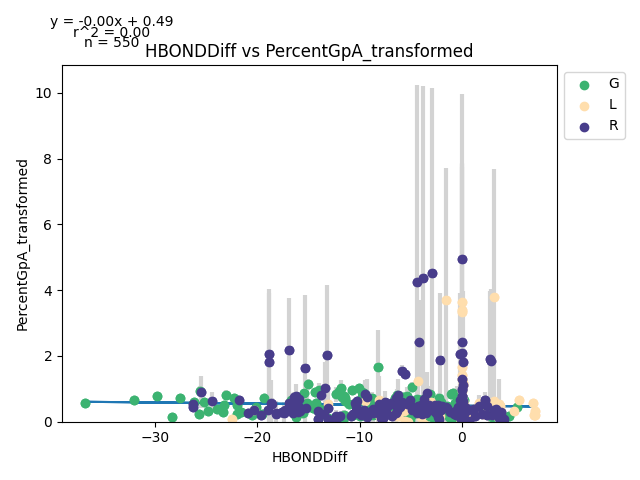 y = -0.00x + 0.49
r^2 = 0.00
n = 550
HBONDDiff vs PercentGpA_transformed
G
L
R
PercentGpA_transformed
10
8
6
4
2
0
−30
−20
−10
0
HBONDDiff